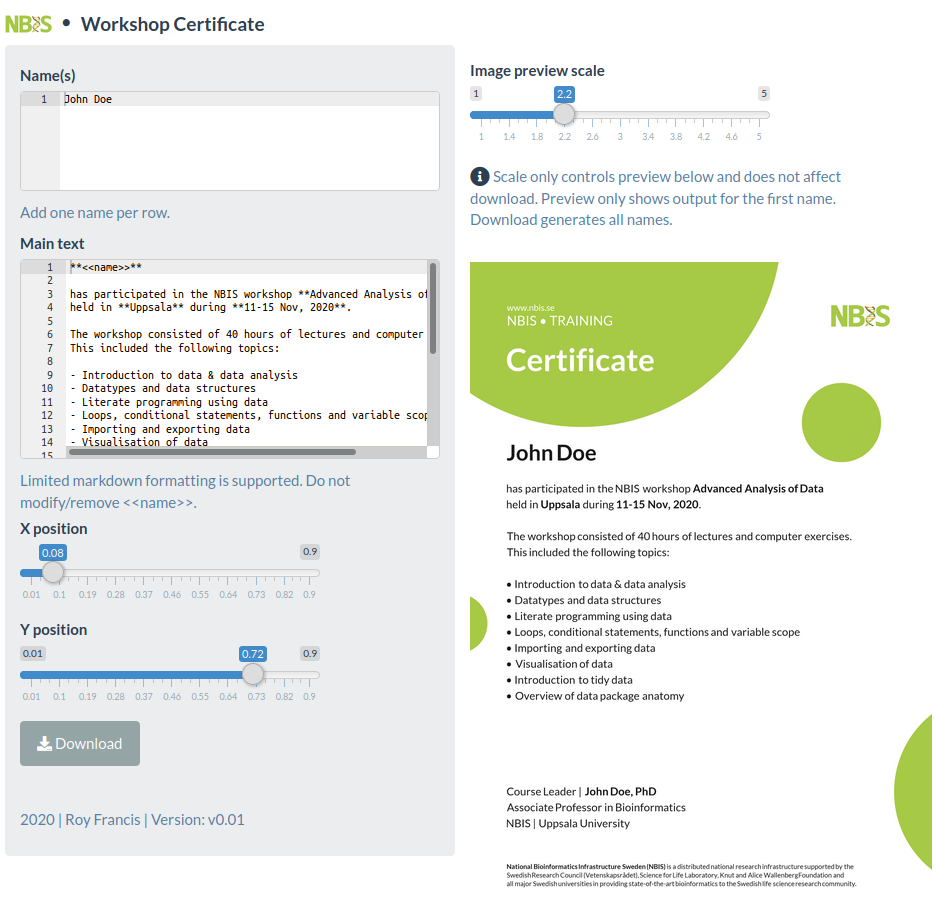 NBIS • Workshop Certificate
Name(s)
1 John Doe
Add one name per row.
Main text
1 **<<name>>**
2
3 has participated in the NBIS workshop **Advanced Analysis of
4 held in **Uppsala** during **11-15 Nov, 2020**.
5
6 The workshop consisted of 40 hours of lectures and computer
7 This included the following topics:
8
9 - Introduction to data & data analysis
10 - Datatypes and data structures
11 - Literate programming using data
12 - Loops, conditional statements, functions and variable scop
13 - Importing and exporting data
14 - Visualisation of data
15
Limited markdown formatting is supported. Do not
modify/remove <<name>>.
X position
0.08 0.9
0.01 0.1 0.19 0.28 0.37 0.46 0.55 0.64 0.73 0.82 0.9
Y position
0.01 0.72 0.9
0.01 0.1 0.19 0.28 0.37 0.46 0.55 0.64 0.73 0.82 0.9
Download
2020 | Roy Francis | Version: v0.01
Image preview scale
1 2.2 5
1 1.4 1.8 2.2 2.6 3 3.4 3.8 4.2 4.6 5
Scale only controls preview below and does not affect
download. Preview only shows output for the first name.
Download generates all names.
www.nbis.se
NBIS • TRAINING
NBIS
Certificate
John Doe
has participated in the NBIS workshop Advanced Analysis of Data
held in Uppsala during 11-15 Nov, 2020.
The workshop consisted of 40 hours of lectures and computer exercises.
This included the following topics:
• Introduction to data & data analysis
• Datatypes and data structures
• Literate programming using data
• Loops, conditional statements, functions and variable scope
• Importing and exporting data
• Visualisation of data
• Introduction to tidy data
• Overview of data package anatomy
Course Leader | John Doe, PhD
Associate Professor in Bioinformatics
NBIS | Uppsala University
National Bioinformatics Infrastructure Sweden (NBIS) is a distributed national research infrastructure supported by the
Swedish Research Council (Vetenskapsrådet), Science for Life Laboratory, Knut and Alice Wallenberg Foundation and
all major Swedish universities in providing state-of-the-art bioinformatics to the Swedish life science research community.